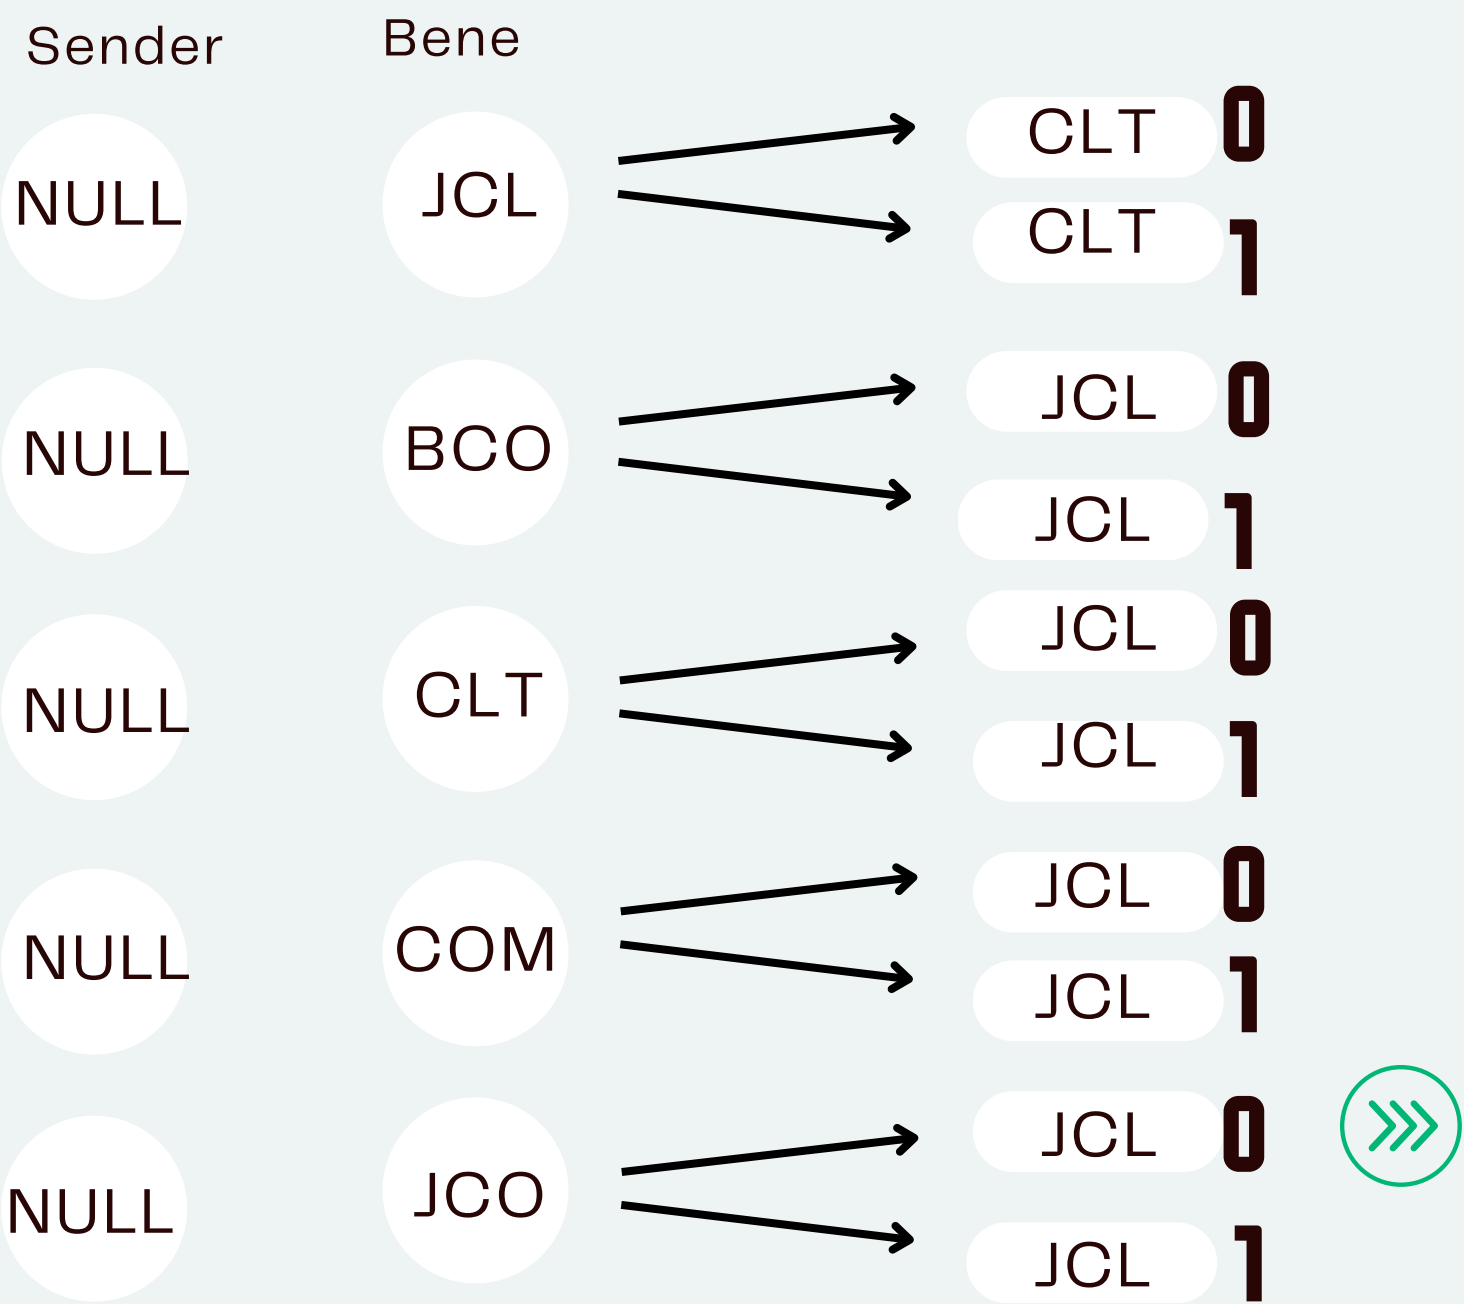 Sender Bene
CLT 0
NULL JCL
CLT 1
JCL 0
NULL BCO
JCL 1
JCL 0
NULL CLT
JCL 1
JCL 0
NULL COM
JCL 1
JCL 0
NULL JCO
JCL 1